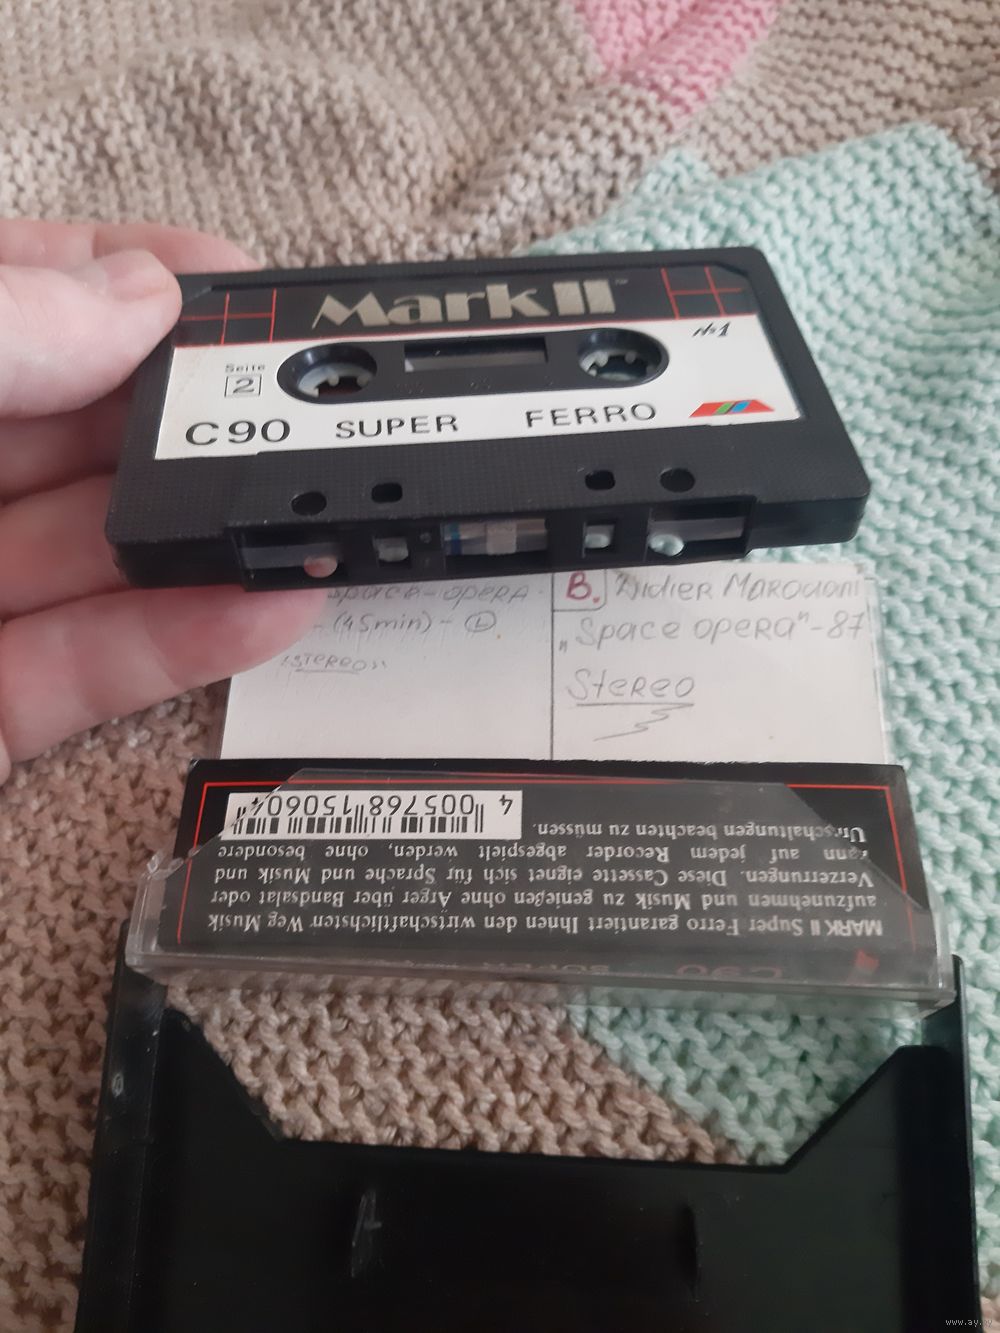 Mark II™
№1
Seite
2
C 90 SUPER FERRO
Space-opera
(45min) -
"stereo"
B. Didier Marouani
„Space opera" - 87
Stereo
MARK II Super Ferro garantiert Ihnen den wirtschaftlichsten Weg Musik
aufzunehmen und Musik zu genießen ohne Ärger über Bandsalat oder
Verzerrungen. Diese Cassette eignet sich für Sprache und Musik und
kann auf jedem Recorder abgespielt werden, ohne besondere
Umschaltungen beachten zu müssen.
4 005768 150604
C90 SUPER